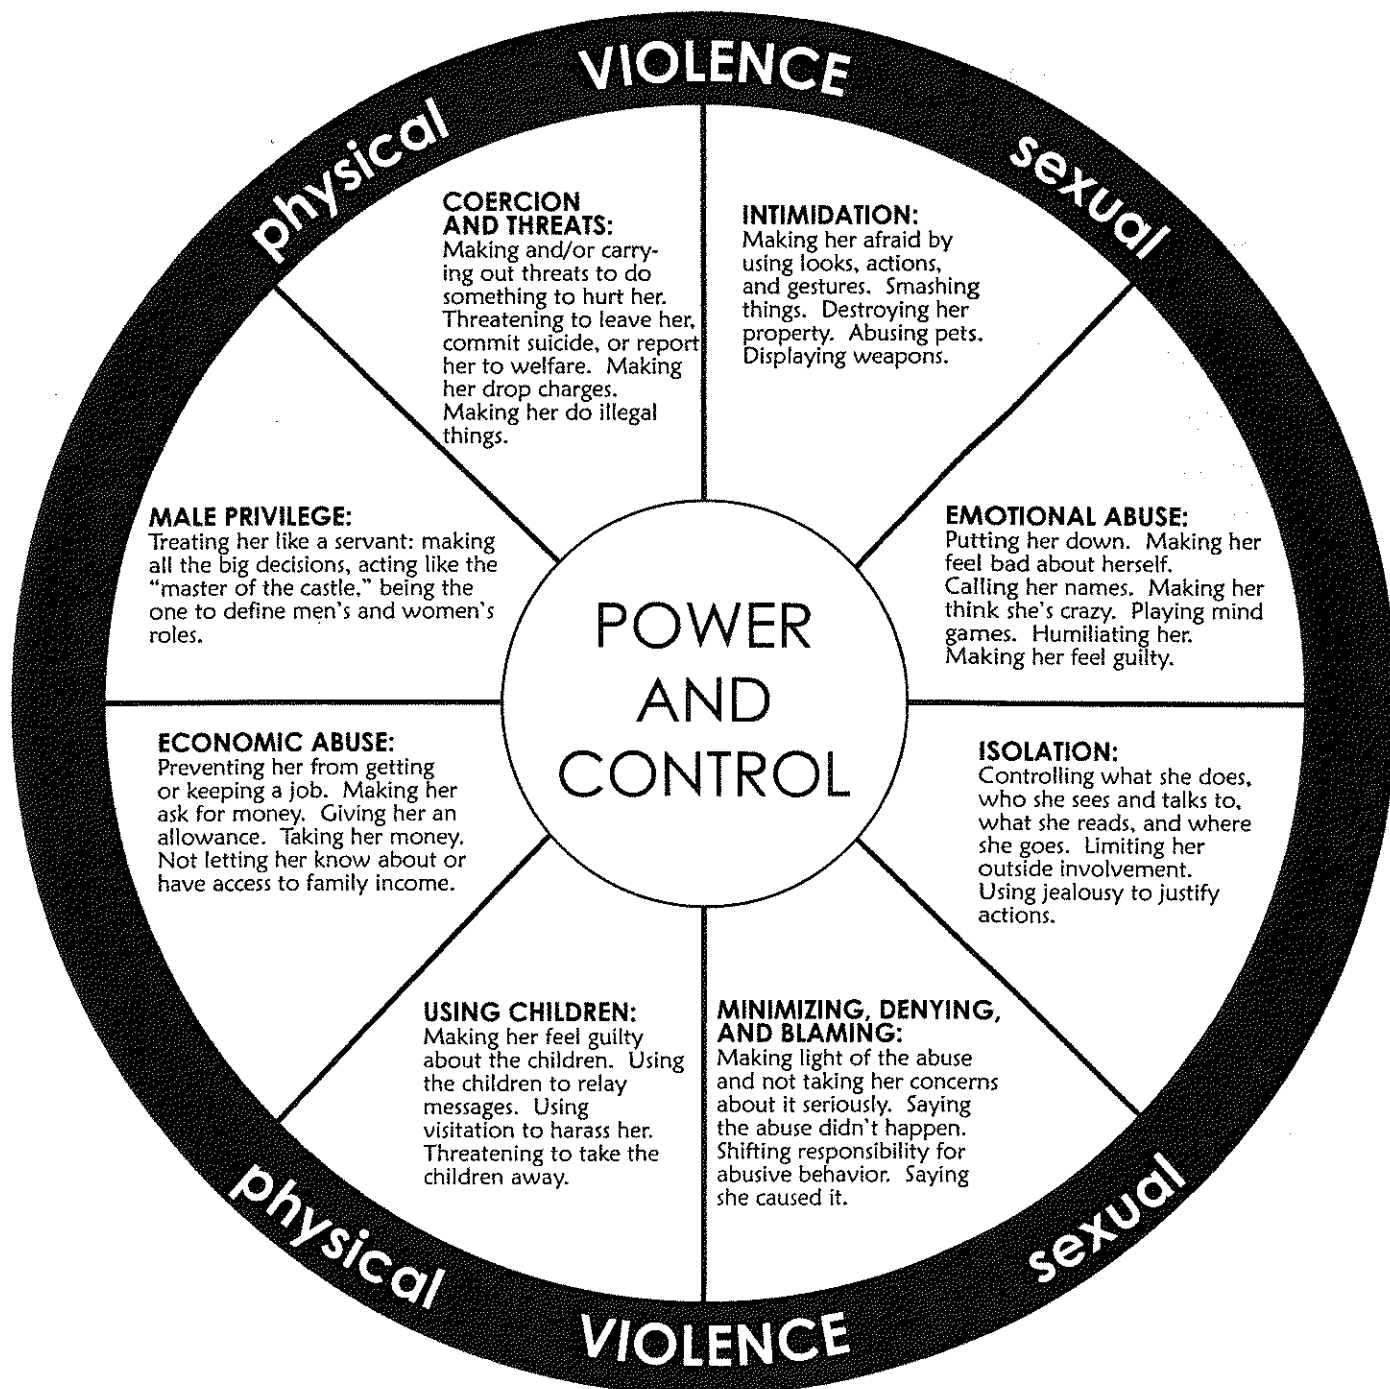 VIOLENCE
physical
sexual
COERCION
AND THREATS:
Making and/or carry-
ing out threats to do
something to hurt her.
Threatening to leave her,
commit suicide, or report
her to welfare. Making
her drop charges.
Making her do illegal
things.
INTIMIDATION:
Making her afraid by
using looks, actions,
and gestures. Smashing
things. Destroying her
property. Abusing pets.
Displaying weapons.
MALE PRIVILEGE:
Treating her like a servant: making
all the big decisions, acting like the
“master of the castle,” being the
one to define men's and women's
roles.
EMOTIONAL ABUSE:
Putting her down. Making her
feel bad about herself.
Calling her names. Making her
think she's crazy. Playing mind
games. Humiliating her.
Making her feel guilty.
POWER
AND
CONTROL
ECONOMIC ABUSE:
Preventing her from getting
or keeping a job. Making her
ask for money. Giving her an
allowance. Taking her money.
Not letting her know about or
have access to family income.
ISOLATION:
Controlling what she does,
who she sees and talks to,
what she reads, and where
she goes. Limiting her
outside involvement.
Using jealousy to justify
actions.
USING CHILDREN:
Making her feel guilty
about the children. Using
the children to relay
messages. Using
visitation to harass her.
Threatening to take the
children away.
MINIMIZING, DENYING,
AND BLAMING:
Making light of the abuse
and not taking her concerns
about it seriously. Saying
the abuse didn't happen.
Shifting responsibility for
abusive behavior. Saying
she caused it.
physical
sexual
VIOLENCE